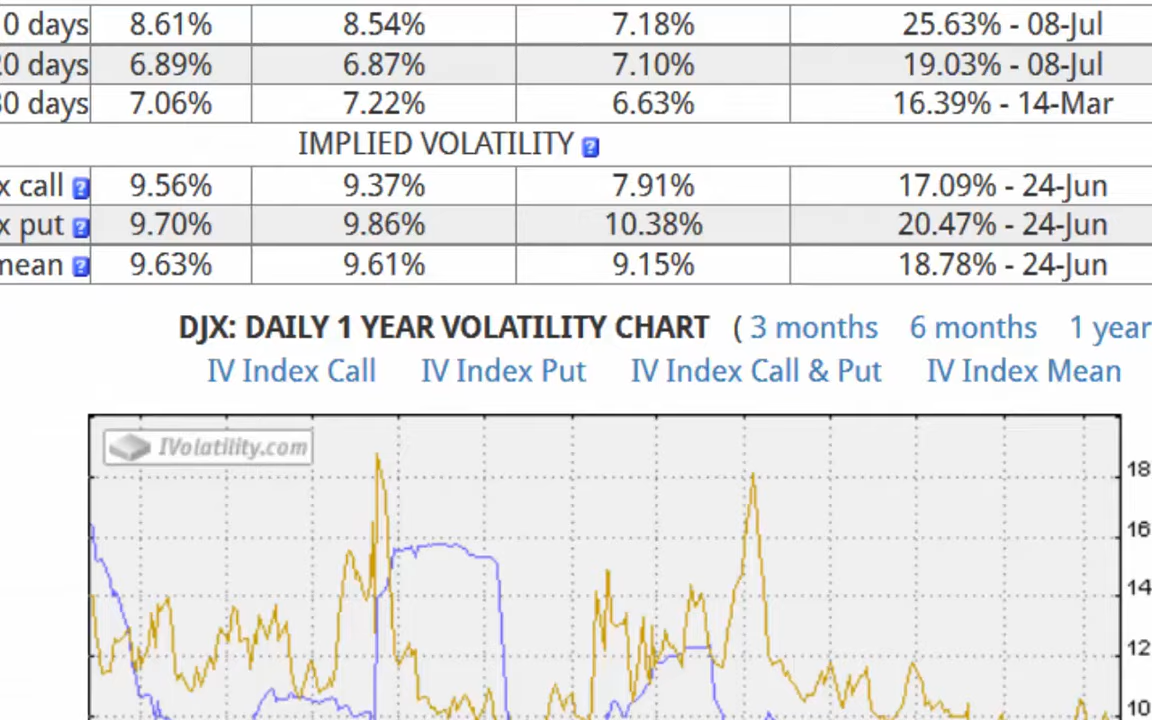 0 days 8.61% 8.54% 7.18% 25.63% - 08-Jul
20 days 6.89% 6.87% 7.10% 19.03% - 08-Jul
30 days 7.06% 7.22% 6.63% 16.39% - 14-Mar
IMPLIED VOLATILITY ?
x call ? 9.56% 9.37% 7.91% 17.09% - 24-Jun
x put ? 9.70% 9.86% 10.38% 20.47% - 24-Jun
mean ? 9.63% 9.61% 9.15% 18.78% - 24-Jun
DJX: DAILY 1 YEAR VOLATILITY CHART ( 3 months 6 months 1 year
IV Index Call IV Index Put IV Index Call & Put IV Index Mean
IVolatility.com
18
16
14
12
10